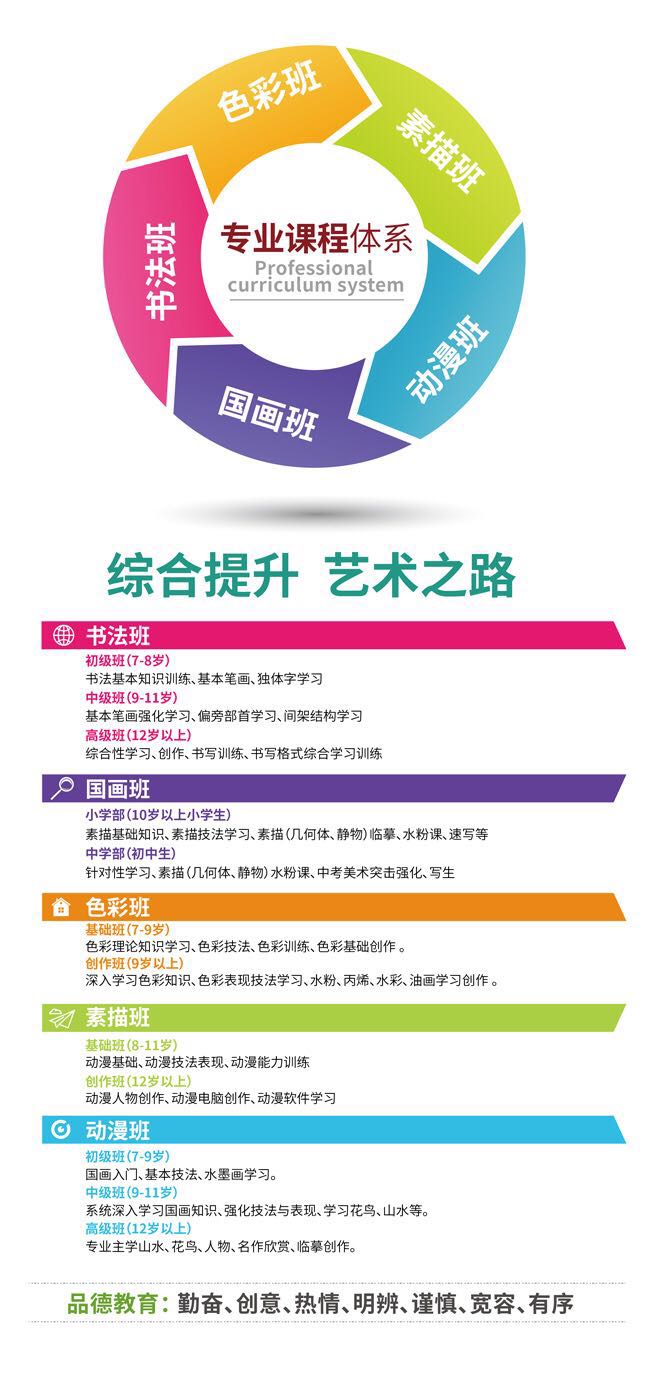 色彩班
素描班
书法班
专业课程体系
Professional
curriculum system
动漫班
国画班
综合提升 艺术之路
书法班
初级班(7-8岁)
书法基本知识训练、基本笔画、独体字学习
中级班(9-11岁)
基本笔画强化学习、偏旁部首学习、间架结构学习
高级班(12岁以上)
综合性学习、创作、书写训练、书写格式综合学习训练
国画班
小学部(10岁以上小学生)
素描基础知识、素描技法学习、素描(几何体、静物)临摹、水粉课、速写等
中学部(初中生)
针对性学习、素描(几何体、静物)水粉课、中考美术突击强化、写生
色彩班
基础班(7-9岁)
色彩理论知识学习、色彩技法、色彩训练、色彩基础创作。
创作班(9岁以上)
深入学习色彩知识、色彩表现技法学习、水粉、丙烯、水彩、油画学习创作。
素描班
基础班(8-11岁)
动漫基础、动漫技法表现、动漫能力训练
创作班(12岁以上)
动漫人物创作、动漫电脑创作、动漫软件学习
动漫班
初级班(7-9岁)
国画入门、基本技法、水墨画学习。
中级班(9-11岁)
系统深入学习国画知识、强化技法与表现、学习花鸟、山水等。
高级班(12岁以上)
专业主学山水、花鸟、人物、名作欣赏、临摹创作。
品德教育：勤奋、创意、热情、明辨、谨慎、宽容、有序